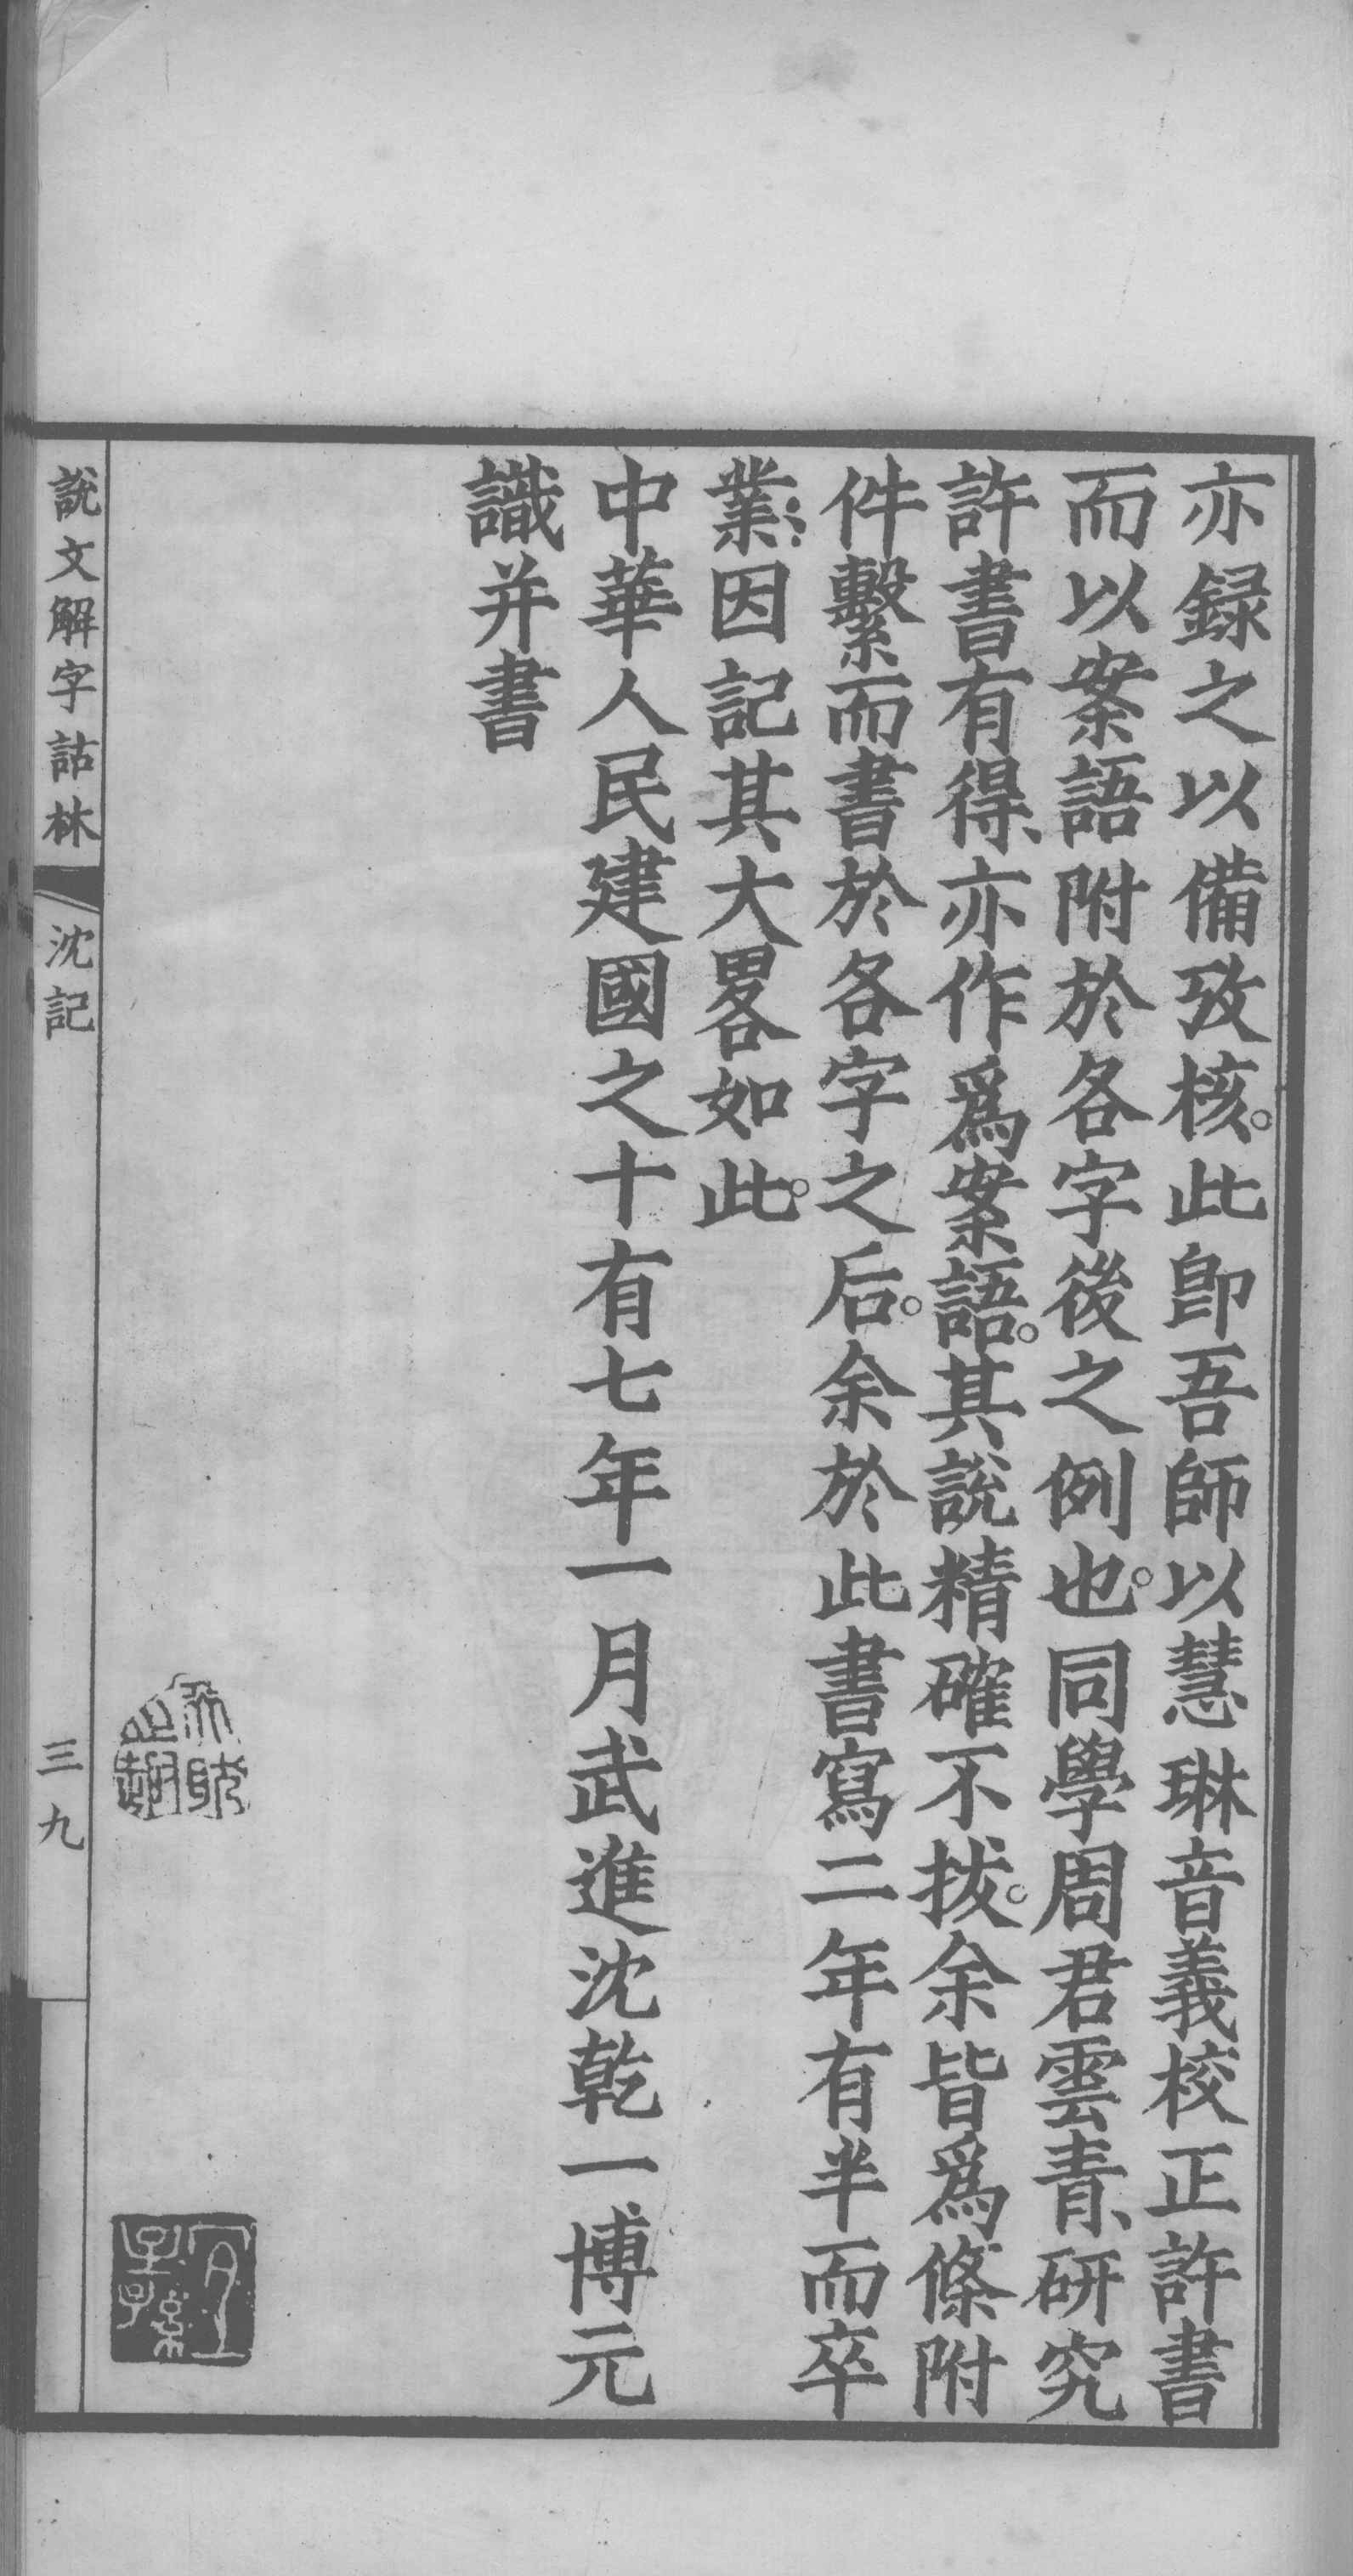 亦録之以備攷核。此卽吾師以慧琳音義校正許書
而以案語附於各字後之例也。同學周君雲青、研究
許書有得、亦作爲案語。其說精確不拔。余皆爲條附
件繫而書於各字之后。余於此書寫二年有半而卒
業。因記其大畧如此。
中華人民建國之十有七年一月武進沈乾一博元
識并書
說文解字詁林
沈記
三九